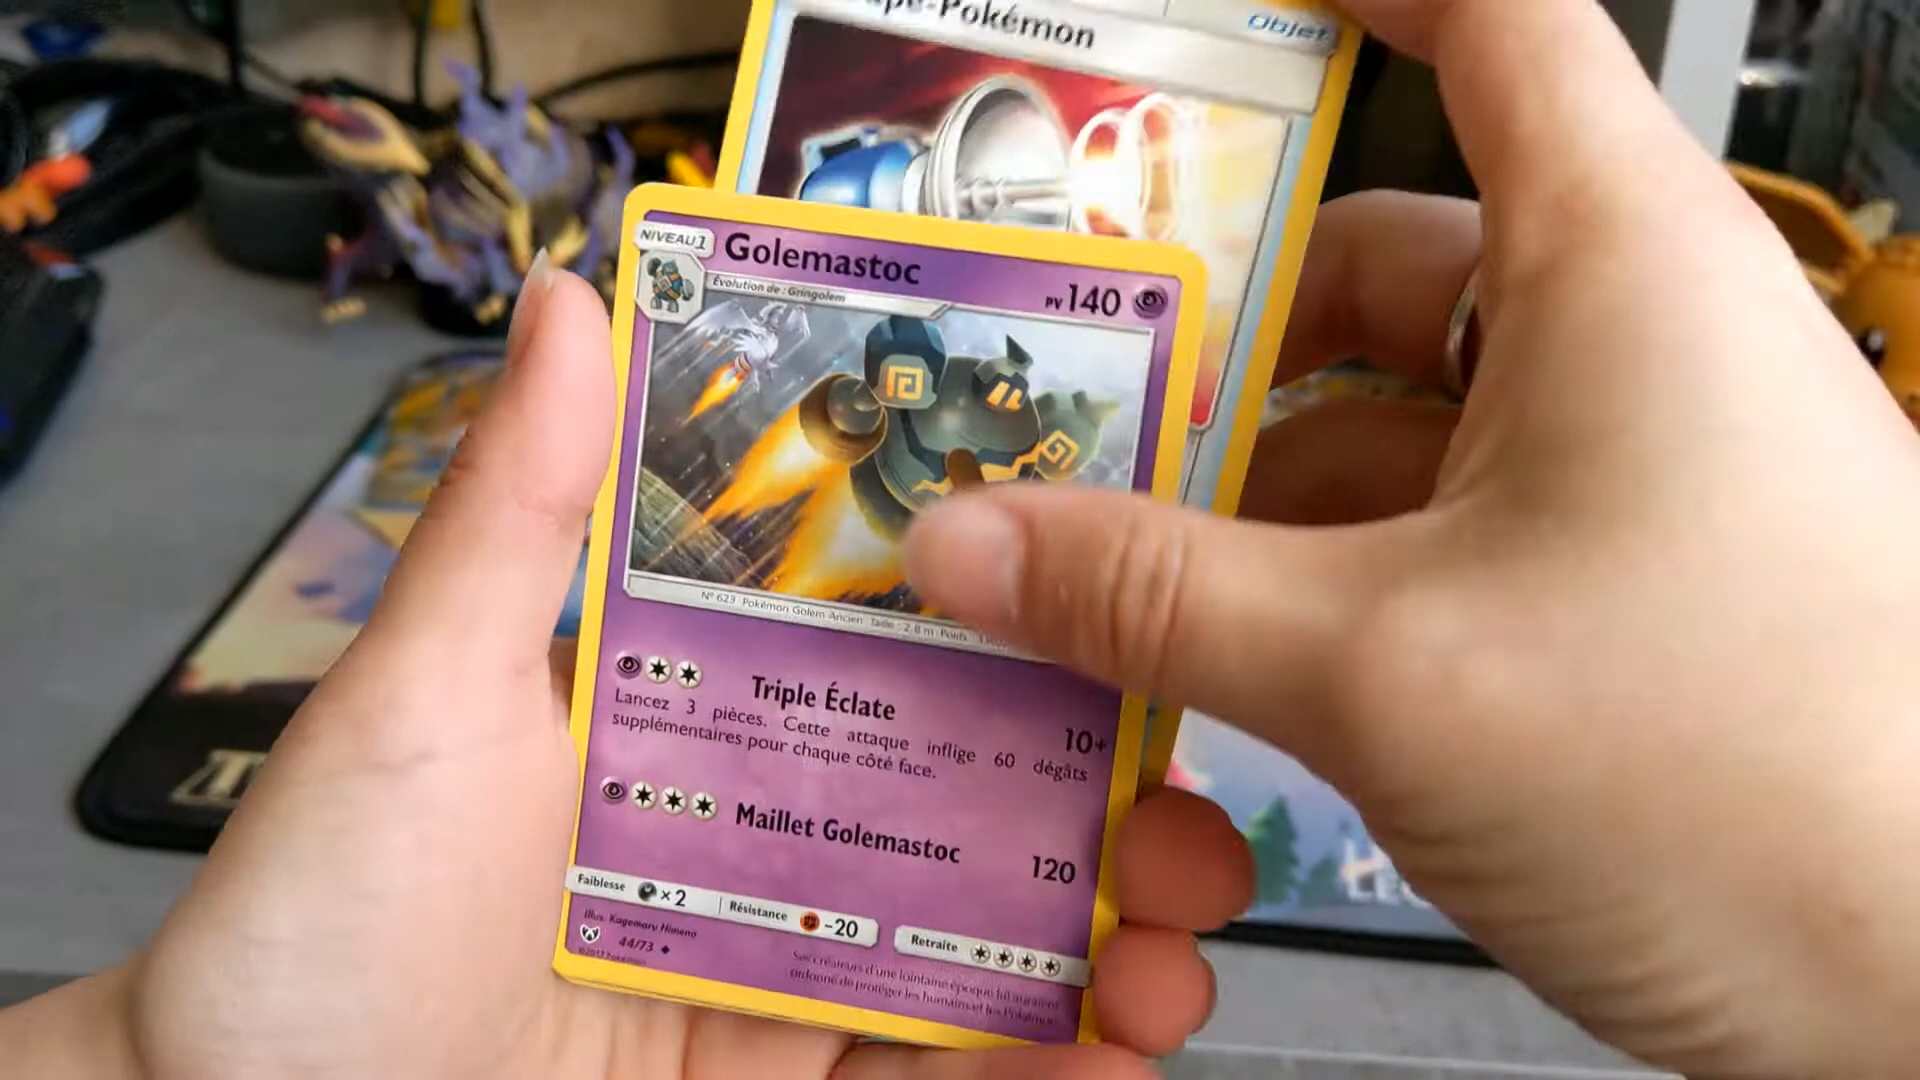 -Pokémon
Objet
NIVEAU 1
Golemastoc
PV 140
Évolution de : Gringolem
N° 623 Pokémon Golem Ancien Taille : 2.8 m Poids
Triple Éclate
10+
Lancez 3 pièces. Cette attaque inflige 60 dégâts
supplémentaires pour chaque côté face.
Maillet Golemastoc
120
Faiblesse ×2
Résistance -20
Retraite
Illus. Kagemaru Himeno
44/73
©2017 Pokémon
Ses créateurs d'une lointaine époque lui auraient
ordonné de protéger les humains et les Pokémon.